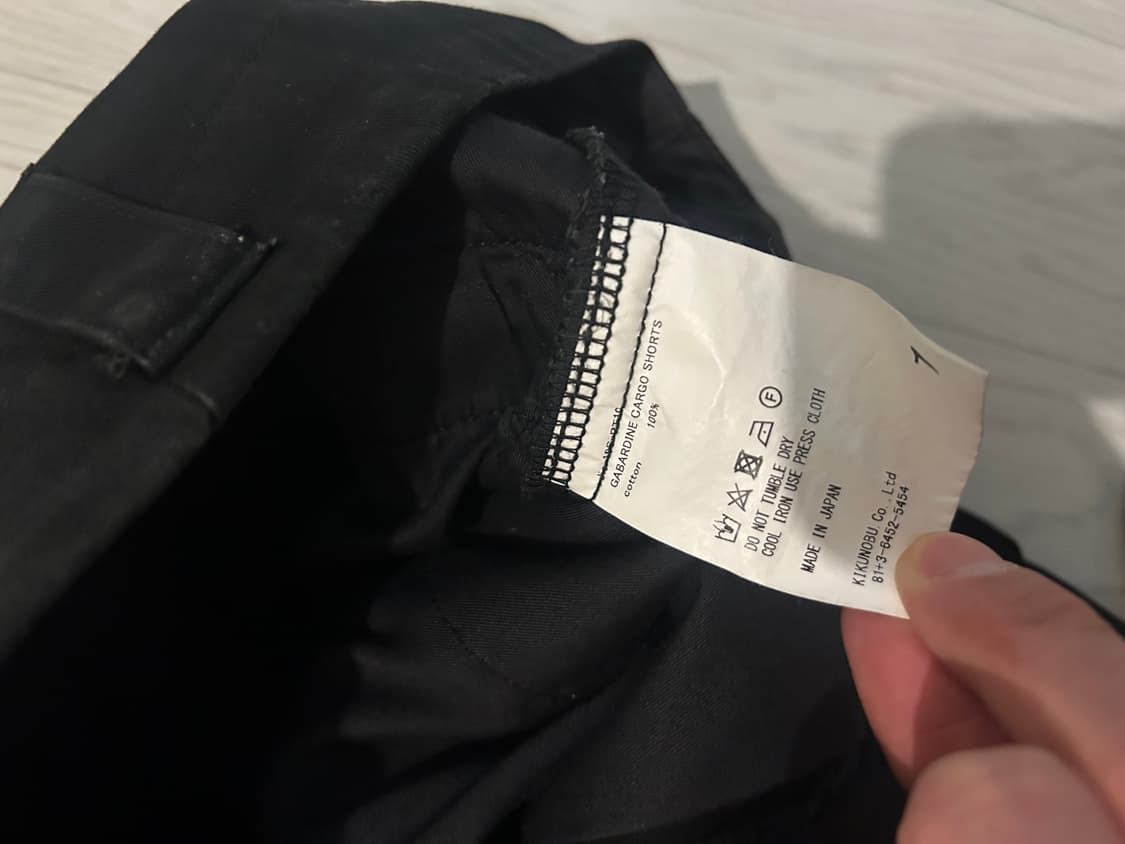 GABARDINE CARGO SHORTS
cotton 100%
F
DO NOT TUMBLE DRY
COOL IRON USE PRESS CLOTH
MADE IN JAPAN
KIKUNOBU Co., Ltd
81+3-6452-5454
1